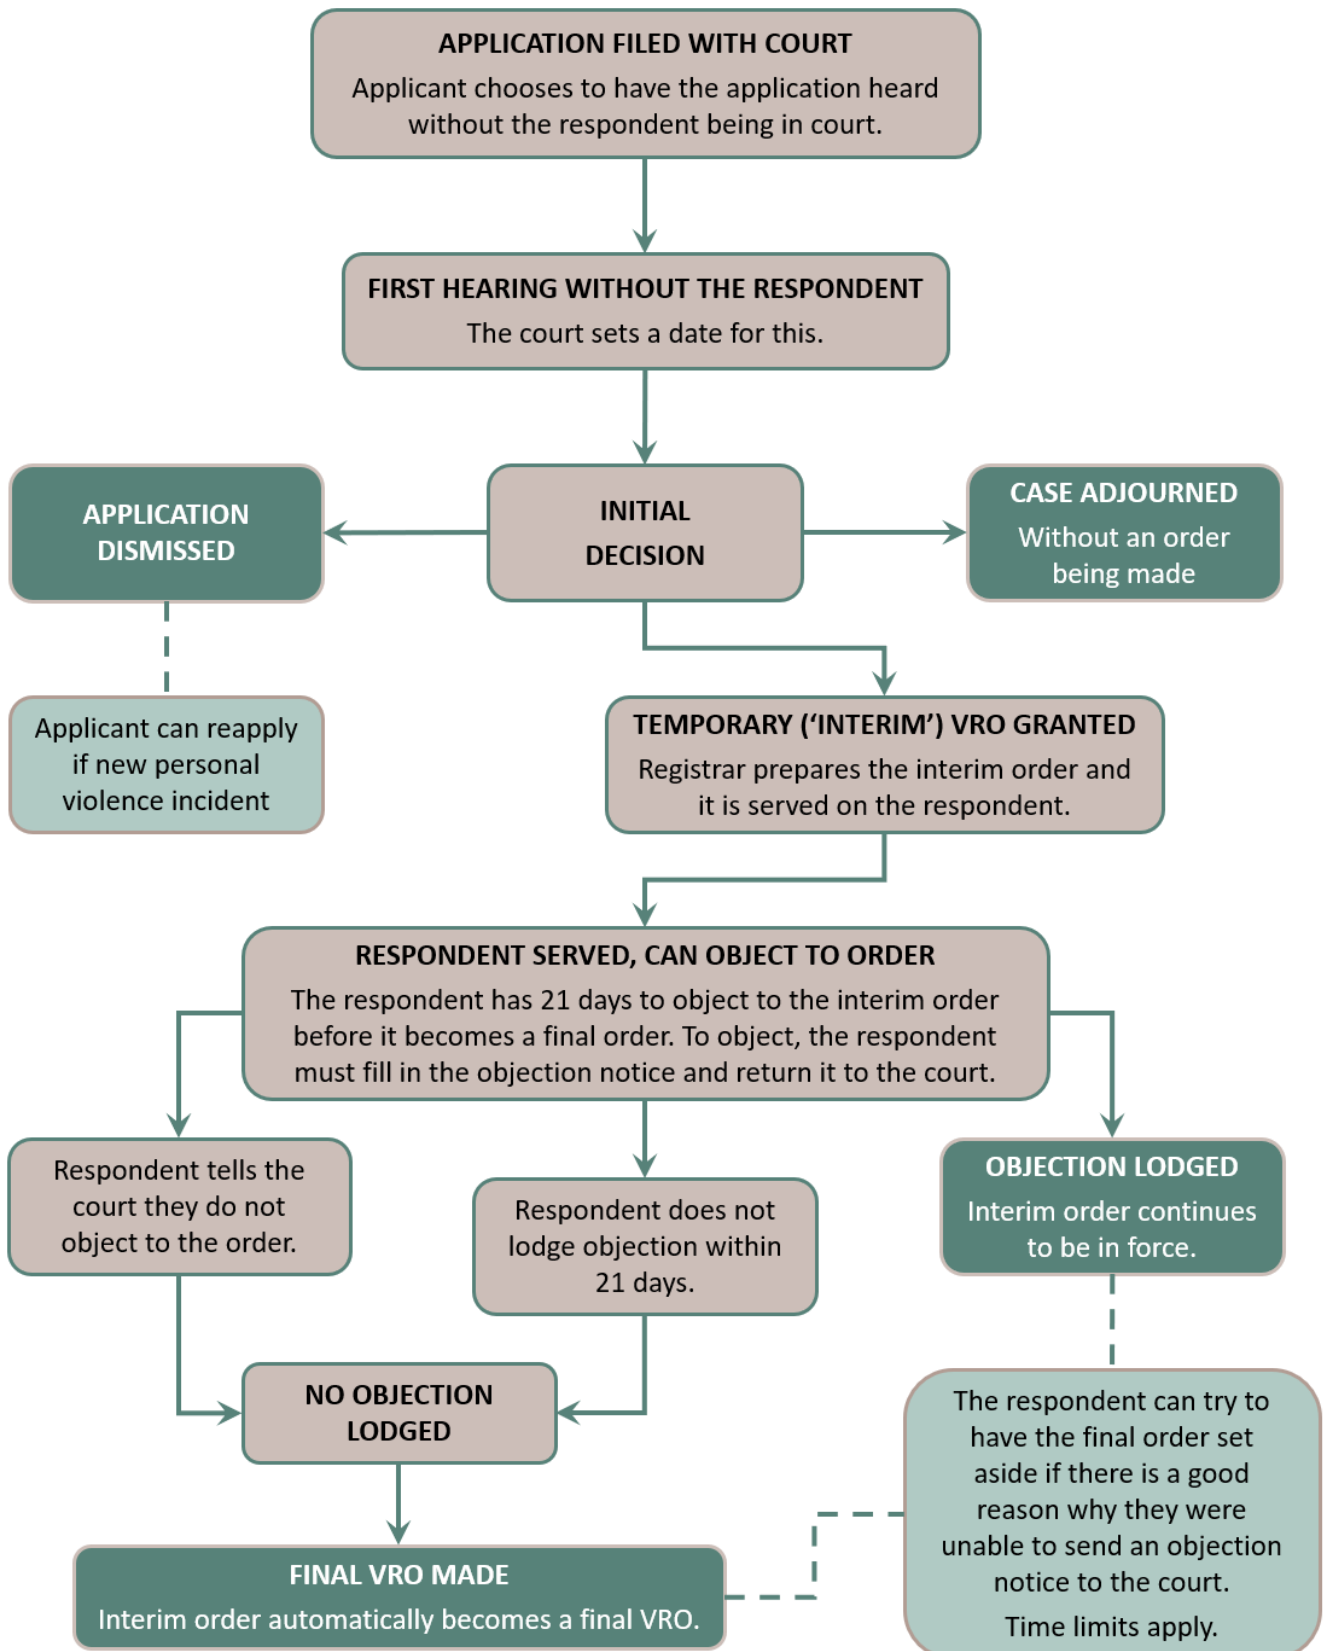 APPLICATION FILED WITH COURT
Applicant chooses to have the application heard
without the respondent being in court.
FIRST HEARING WITHOUT THE RESPONDENT
The court sets a date for this.
APPLICATION
DISMISSED
INITIAL
DECISION
CASE ADJOURNED
Without an order
being made
Applicant can reapply
if new personal
violence incident
TEMPORARY (‘INTERIM’) VRO GRANTED
Registrar prepares the interim order and
it is served on the respondent.
RESPONDENT SERVED, CAN OBJECT TO ORDER
The respondent has 21 days to object to the interim order
before it becomes a final order. To object, the respondent
must fill in the objection notice and return it to the court.
Respondent tells the
court they do not
object to the order.
Respondent does not
lodge objection within
21 days.
OBJECTION LODGED
Interim order continues
to be in force.
NO OBJECTION
LODGED
The respondent can try to
have the final order set
aside if there is a good
reason why they were
unable to send an objection
notice to the court.
Time limits apply.
FINAL VRO MADE
Interim order automatically becomes a final VRO.